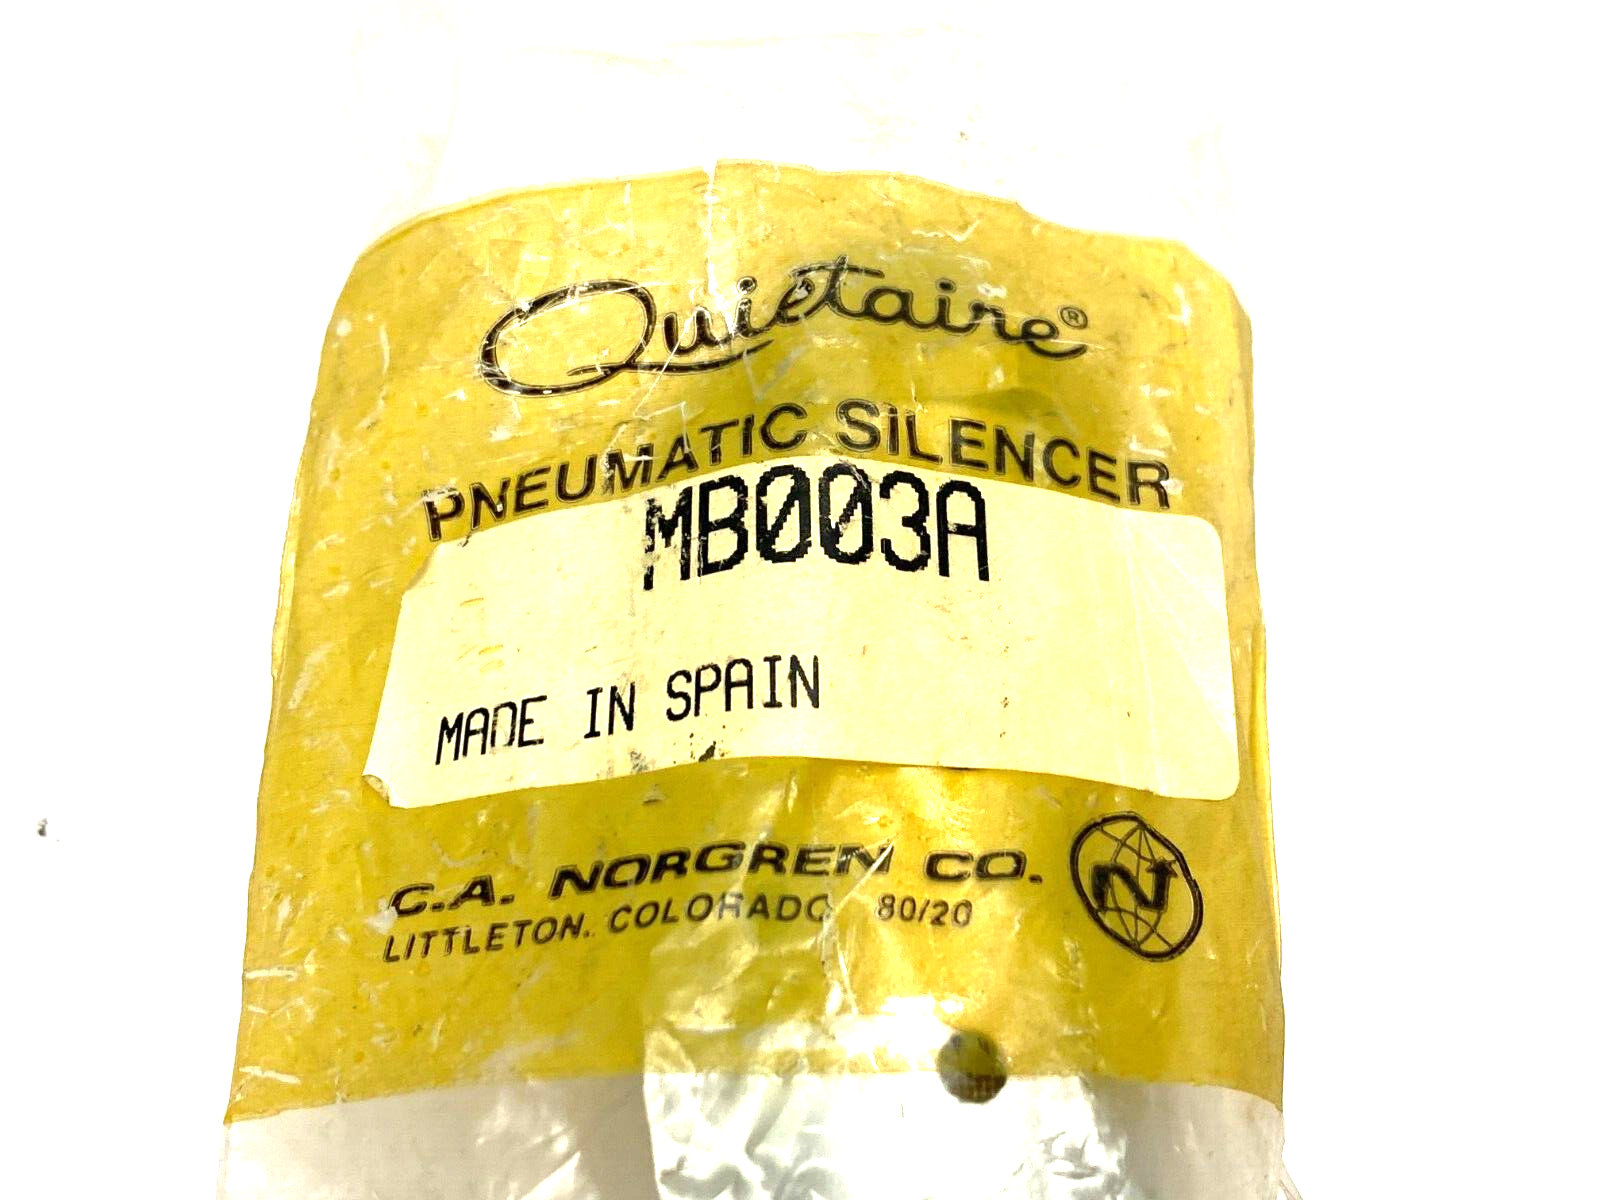 Quietaire®
PNEUMATIC SILENCER
MB003A
MADE IN SPAIN
C.A. NORGREN CO.
LITTLETON, COLORADO 80/20
N